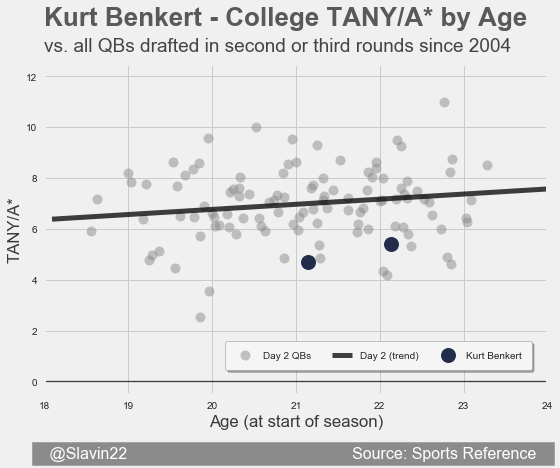 Kurt Benkert - College TANY/A* by Age
vs. all QBs drafted in second or third rounds since 2004
12
10
8
6
4
2
0
TANY/A*
Day 2 QBs
Day 2 (trend)
Kurt Benkert
18 19 20 21 22 23 24
Age (at start of season)
@Slavin22
Source: Sports Reference